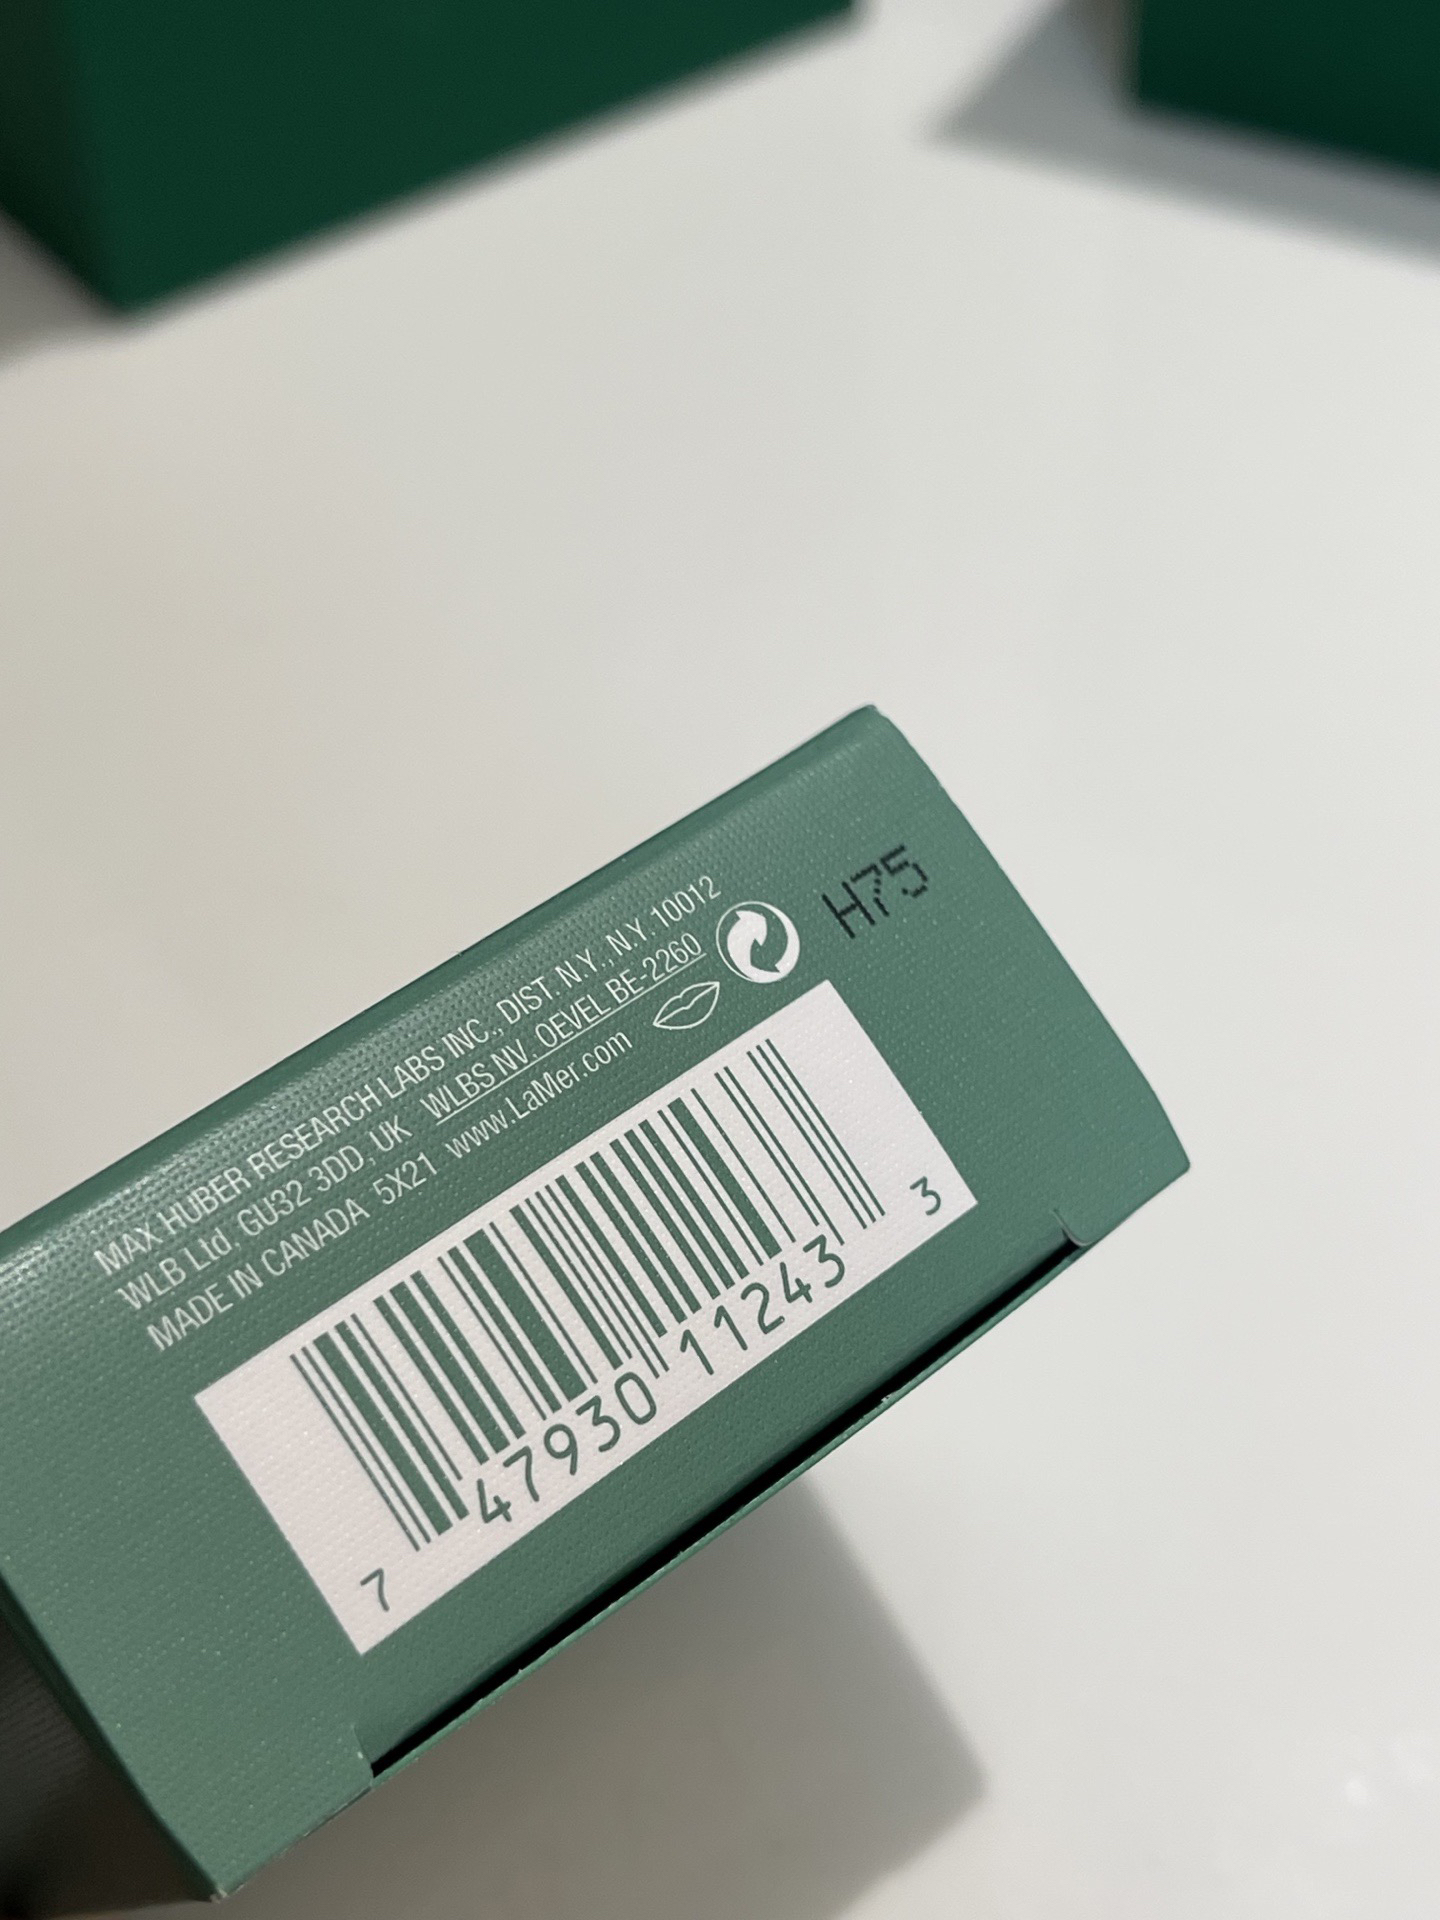 H75
MAX HUBER RESEARCH LABS INC., DIST. N.Y., N.Y. 10012
WLB Ltd. GU32 3DD, UK WLBS NV, OEVEL BE-2260
MADE IN CANADA 5X21 www.LaMer.com
7 47930 11243 3